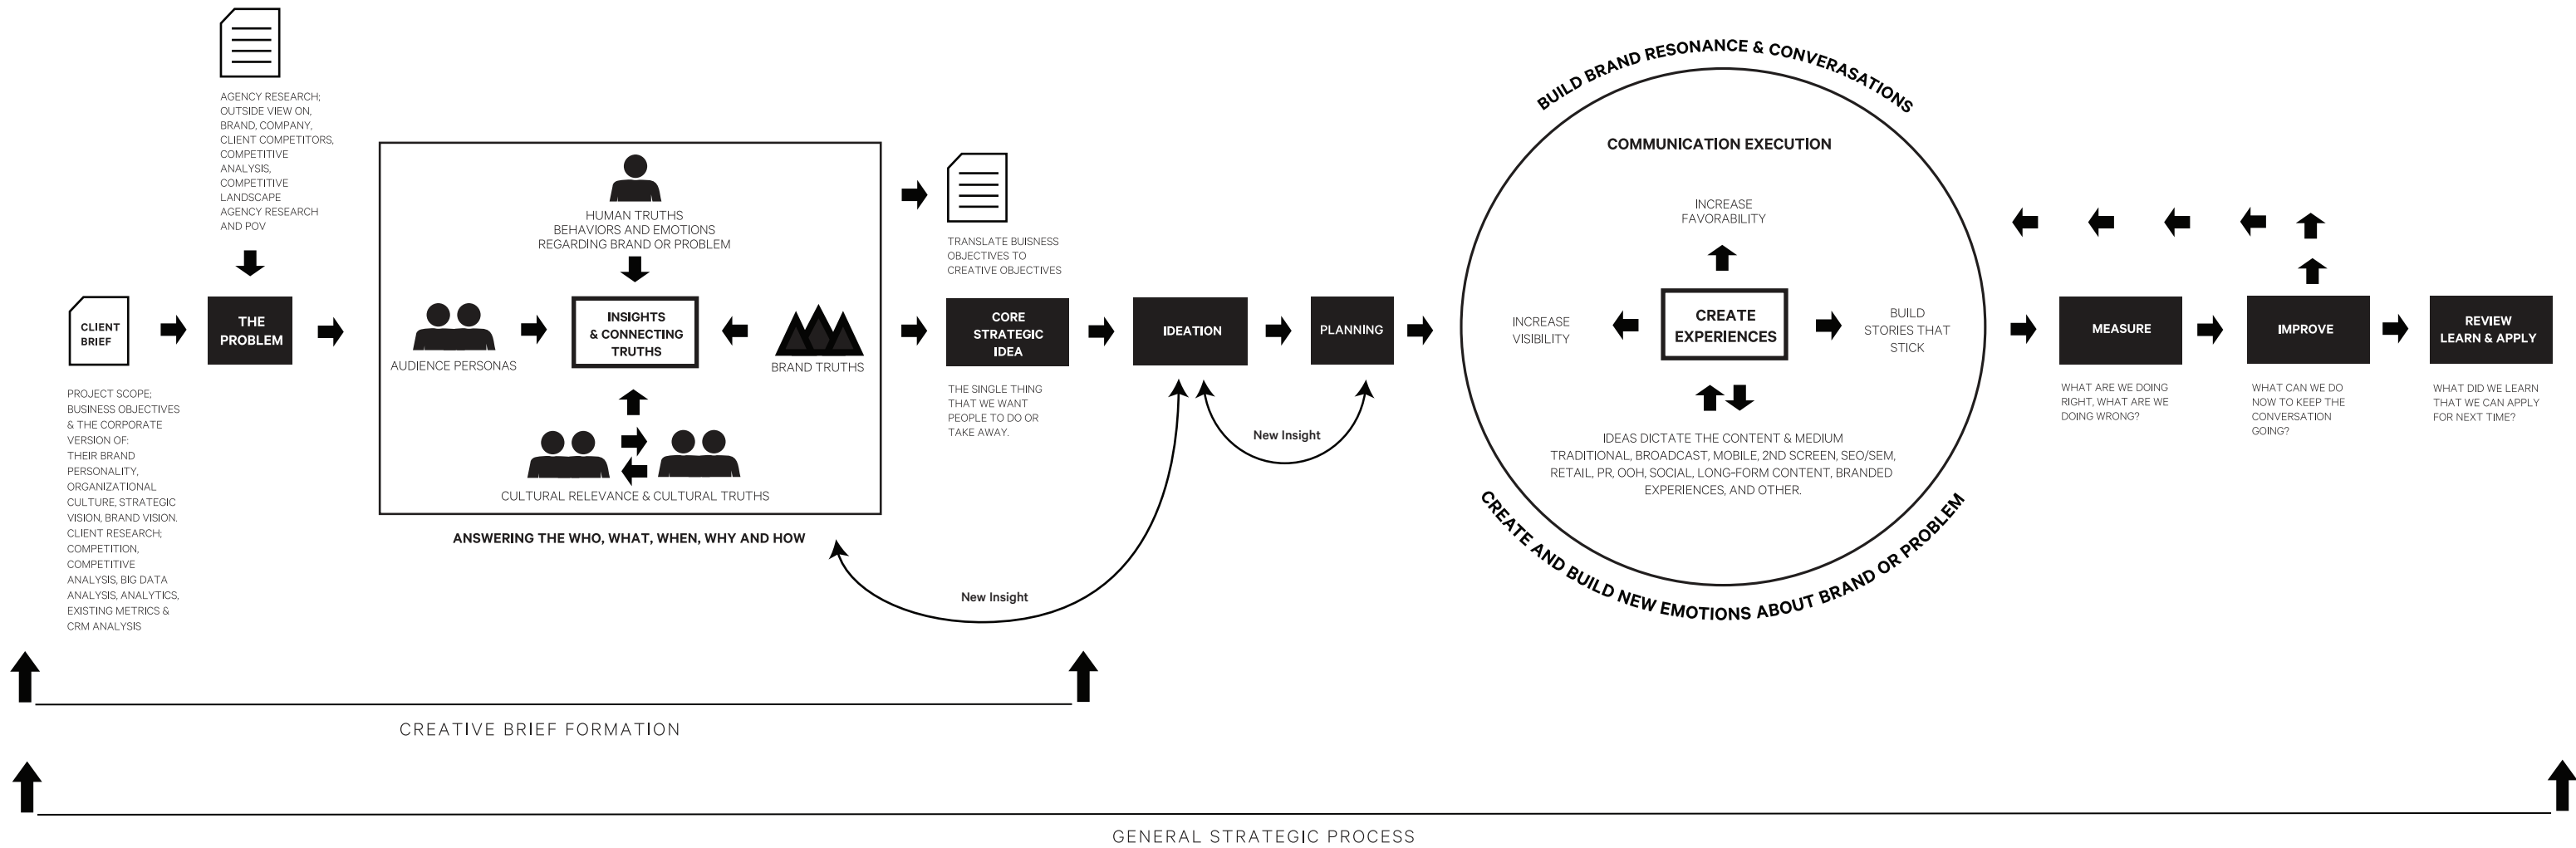 AGENCY RESEARCH;
OUTSIDE VIEW ON,
BRAND, COMPANY,
CLIENT COMPETITORS,
COMPETITIVE
ANALYSIS,
COMPETITIVE
LANDSCAPE
AGENCY RESEARCH
AND POV
CLIENT
BRIEF
PROJECT SCOPE;
BUSINESS OBJECTIVES
& THE CORPORATE
VERSION OF:
THEIR BRAND
PERSONALITY,
ORGANIZATIONAL
CULTURE, STRATEGIC
VISION, BRAND VISION.
CLIENT RESEARCH;
COMPETITION,
COMPETITIVE
ANALYSIS, BIG DATA
ANALYSIS, ANALYTICS,
EXISTING METRICS &
CRM ANALYSIS
THE
PROBLEM
HUMAN TRUTHS
BEHAVIORS AND EMOTIONS
REGARDING BRAND OR PROBLEM
AUDIENCE PERSONAS
INSIGHTS
& CONNECTING
TRUTHS
BRAND TRUTHS
CULTURAL RELEVANCE & CULTURAL TRUTHS
ANSWERING THE WHO, WHAT, WHEN, WHY AND HOW
TRANSLATE BUISNESS
OBJECTIVES TO
CREATIVE OBJECTIVES
CORE
STRATEGIC
IDEA
THE SINGLE THING
THAT WE WANT
PEOPLE TO DO OR
TAKE AWAY.
IDEATION
PLANNING
New Insight
New Insight
BUILD BRAND RESONANCE & CONVERASATIONS
COMMUNICATION EXECUTION
INCREASE
FAVORABILITY
INCREASE
VISIBILITY
CREATE
EXPERIENCES
BUILD
STORIES THAT
STICK
IDEAS DICTATE THE CONTENT & MEDIUM
TRADITIONAL, BROADCAST, MOBILE, 2ND SCREEN, SEO/SEM,
RETAIL, PR, OOH, SOCIAL, LONG-FORM CONTENT, BRANDED
EXPERIENCES, AND OTHER.
CREATE AND BUILD NEW EMOTIONS ABOUT BRAND OR PROBLEM
MEASURE
WHAT ARE WE DOING
RIGHT, WHAT ARE WE
DOING WRONG?
IMPROVE
WHAT CAN WE DO
NOW TO KEEP THE
CONVERSATION
GOING?
REVIEW
LEARN & APPLY
WHAT DID WE LEARN
THAT WE CAN APPLY
FOR NEXT TIME?
CREATIVE BRIEF FORMATION
GENERAL STRATEGIC PROCESS